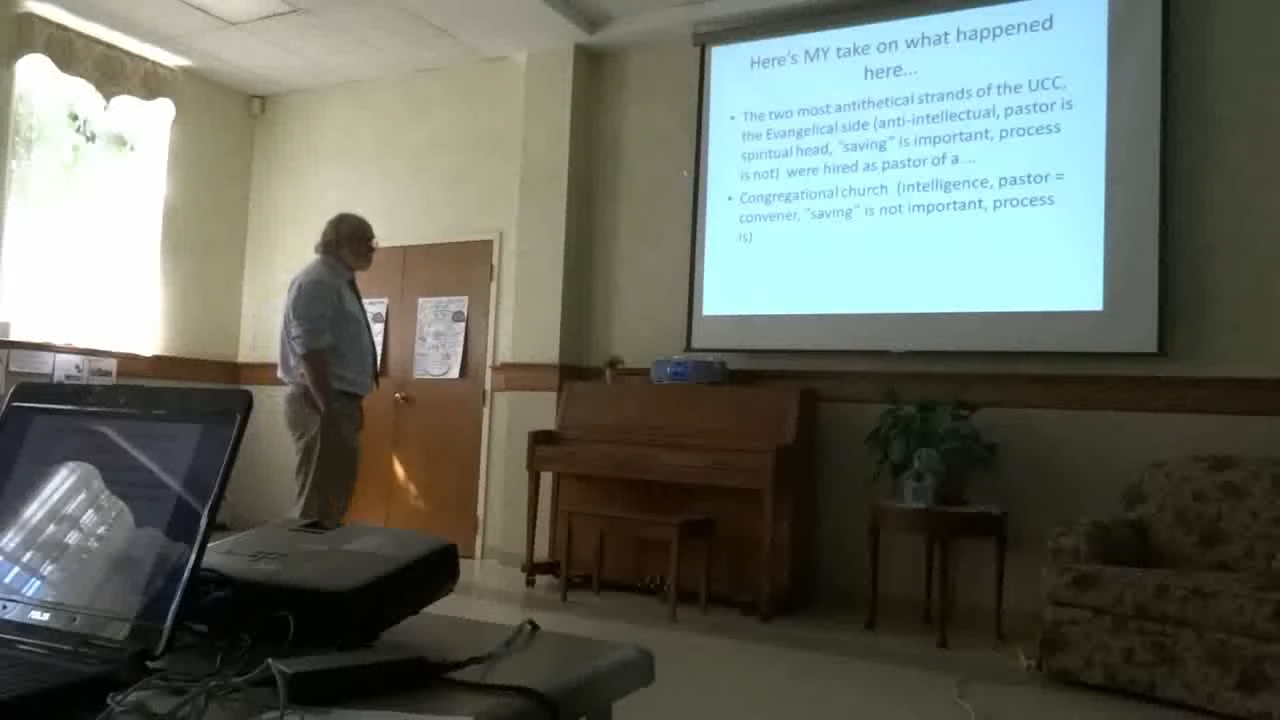 Here's MY take on what happened
here...
• The two most antithetical strands of the UCC,
the Evangelical side (anti-intellectual, pastor is
spiritual head, "saving" is important, process
is not) were hired as pastor of a...
• Congregational church (intelligence, pastor =
convener, "saving" is not important, process
is)
ASUS